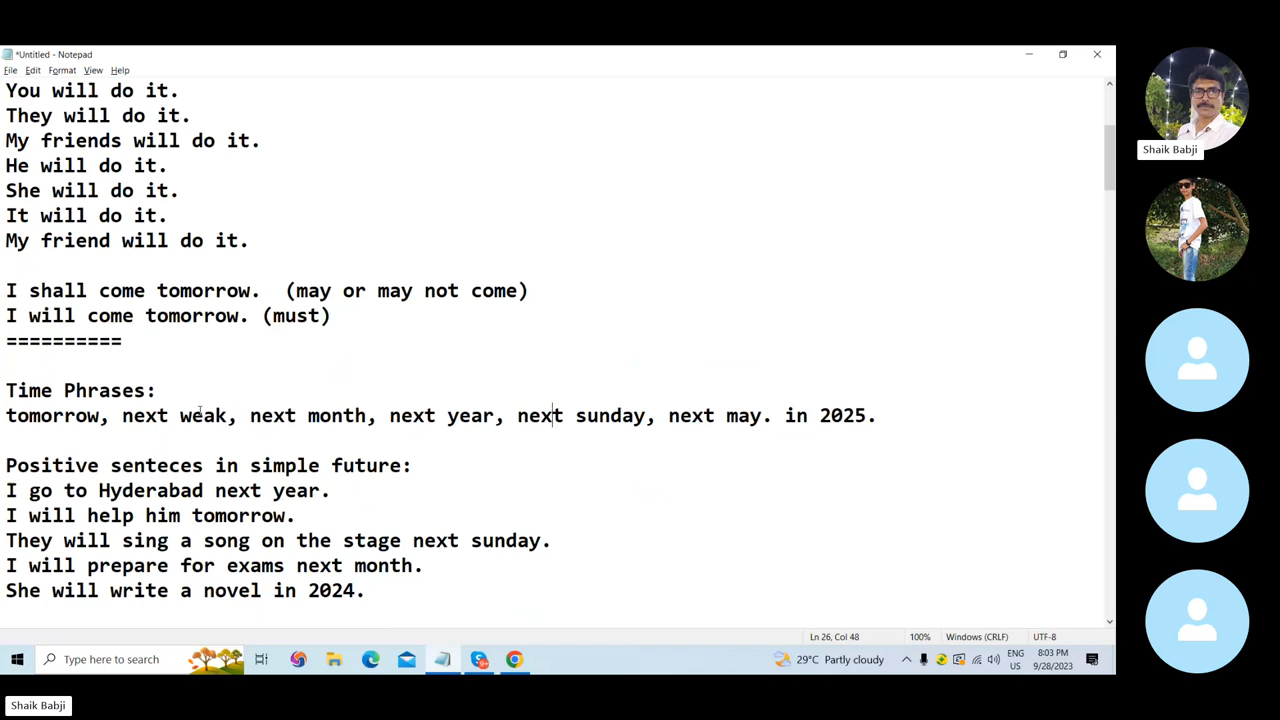 *Untitled - Notepad
File Edit Format View Help
You will do it.
They will do it.
My friends will do it.
He will do it.
She will do it.
It will do it.
My friend will do it.
I shall come tomorrow.  (may or may not come)
I will come tomorrow. (must)
==========
Time Phrases:
tomorrow, next weak, next month, next year, next sunday, next may. in 2025.
Positive senteces in simple future:
I go to Hyderabad next year.
I will help him tomorrow.
They will sing a song on the stage next sunday.
I will prepare for exams next month.
She will write a novel in 2024.
Ln 26, Col 48 100% Windows (CRLF) UTF-8
Type here to search 29°C Partly cloudy ENG US 8:03 PM 9/28/2023
Shaik Babji
Shaik Babji